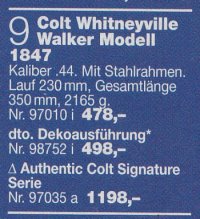 9 Colt Whitneyville
Walker Modell
1847
Kaliber .44. Mit Stahlrahmen.
Lauf 230 mm, Gesamtlänge
350 mm, 2165 g.
Nr. 97010 i 478,–
dto. Dekoausführung*
Nr. 98752 i 498,–
∆ Authentic Colt Signature
Serie
Nr. 97035 a 1198,–